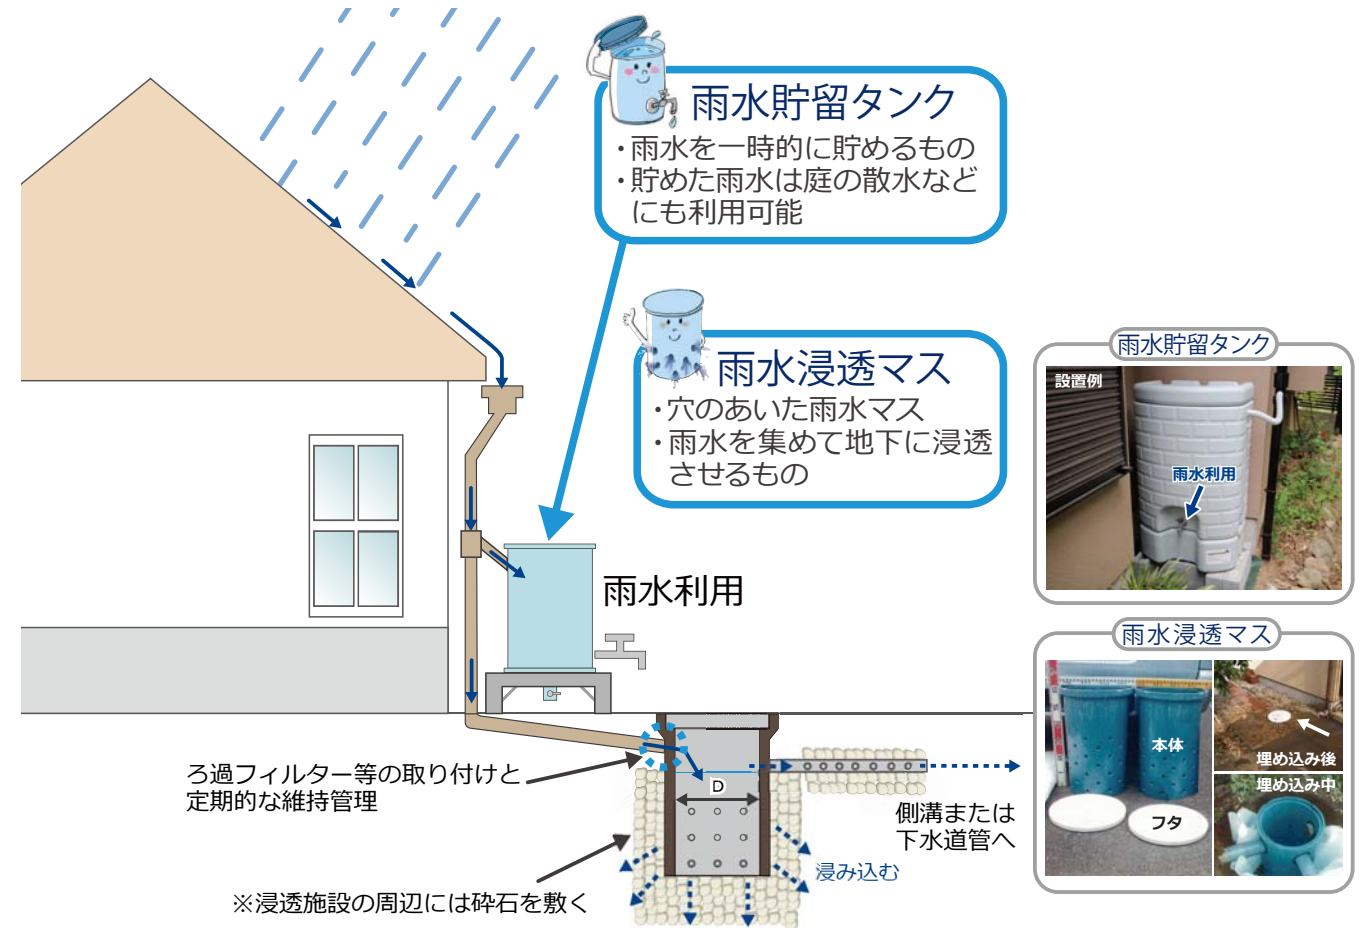 雨水貯留タンク
・雨水を一時的に貯めるもの
・貯めた雨水は庭の散水など
にも利用可能
雨水浸透マス
・穴のあいた雨水マス
・雨水を集めて地下に浸透
させるもの
雨水利用
ろ過フィルター等の取り付けと
定期的な維持管理
D
側溝または
下水道管へ
浸み込む
※浸透施設の周辺には砕石を敷く
雨水貯留タンク
設置例
雨水利用
雨水浸透マス
本体
フタ
埋め込み後
埋め込み中